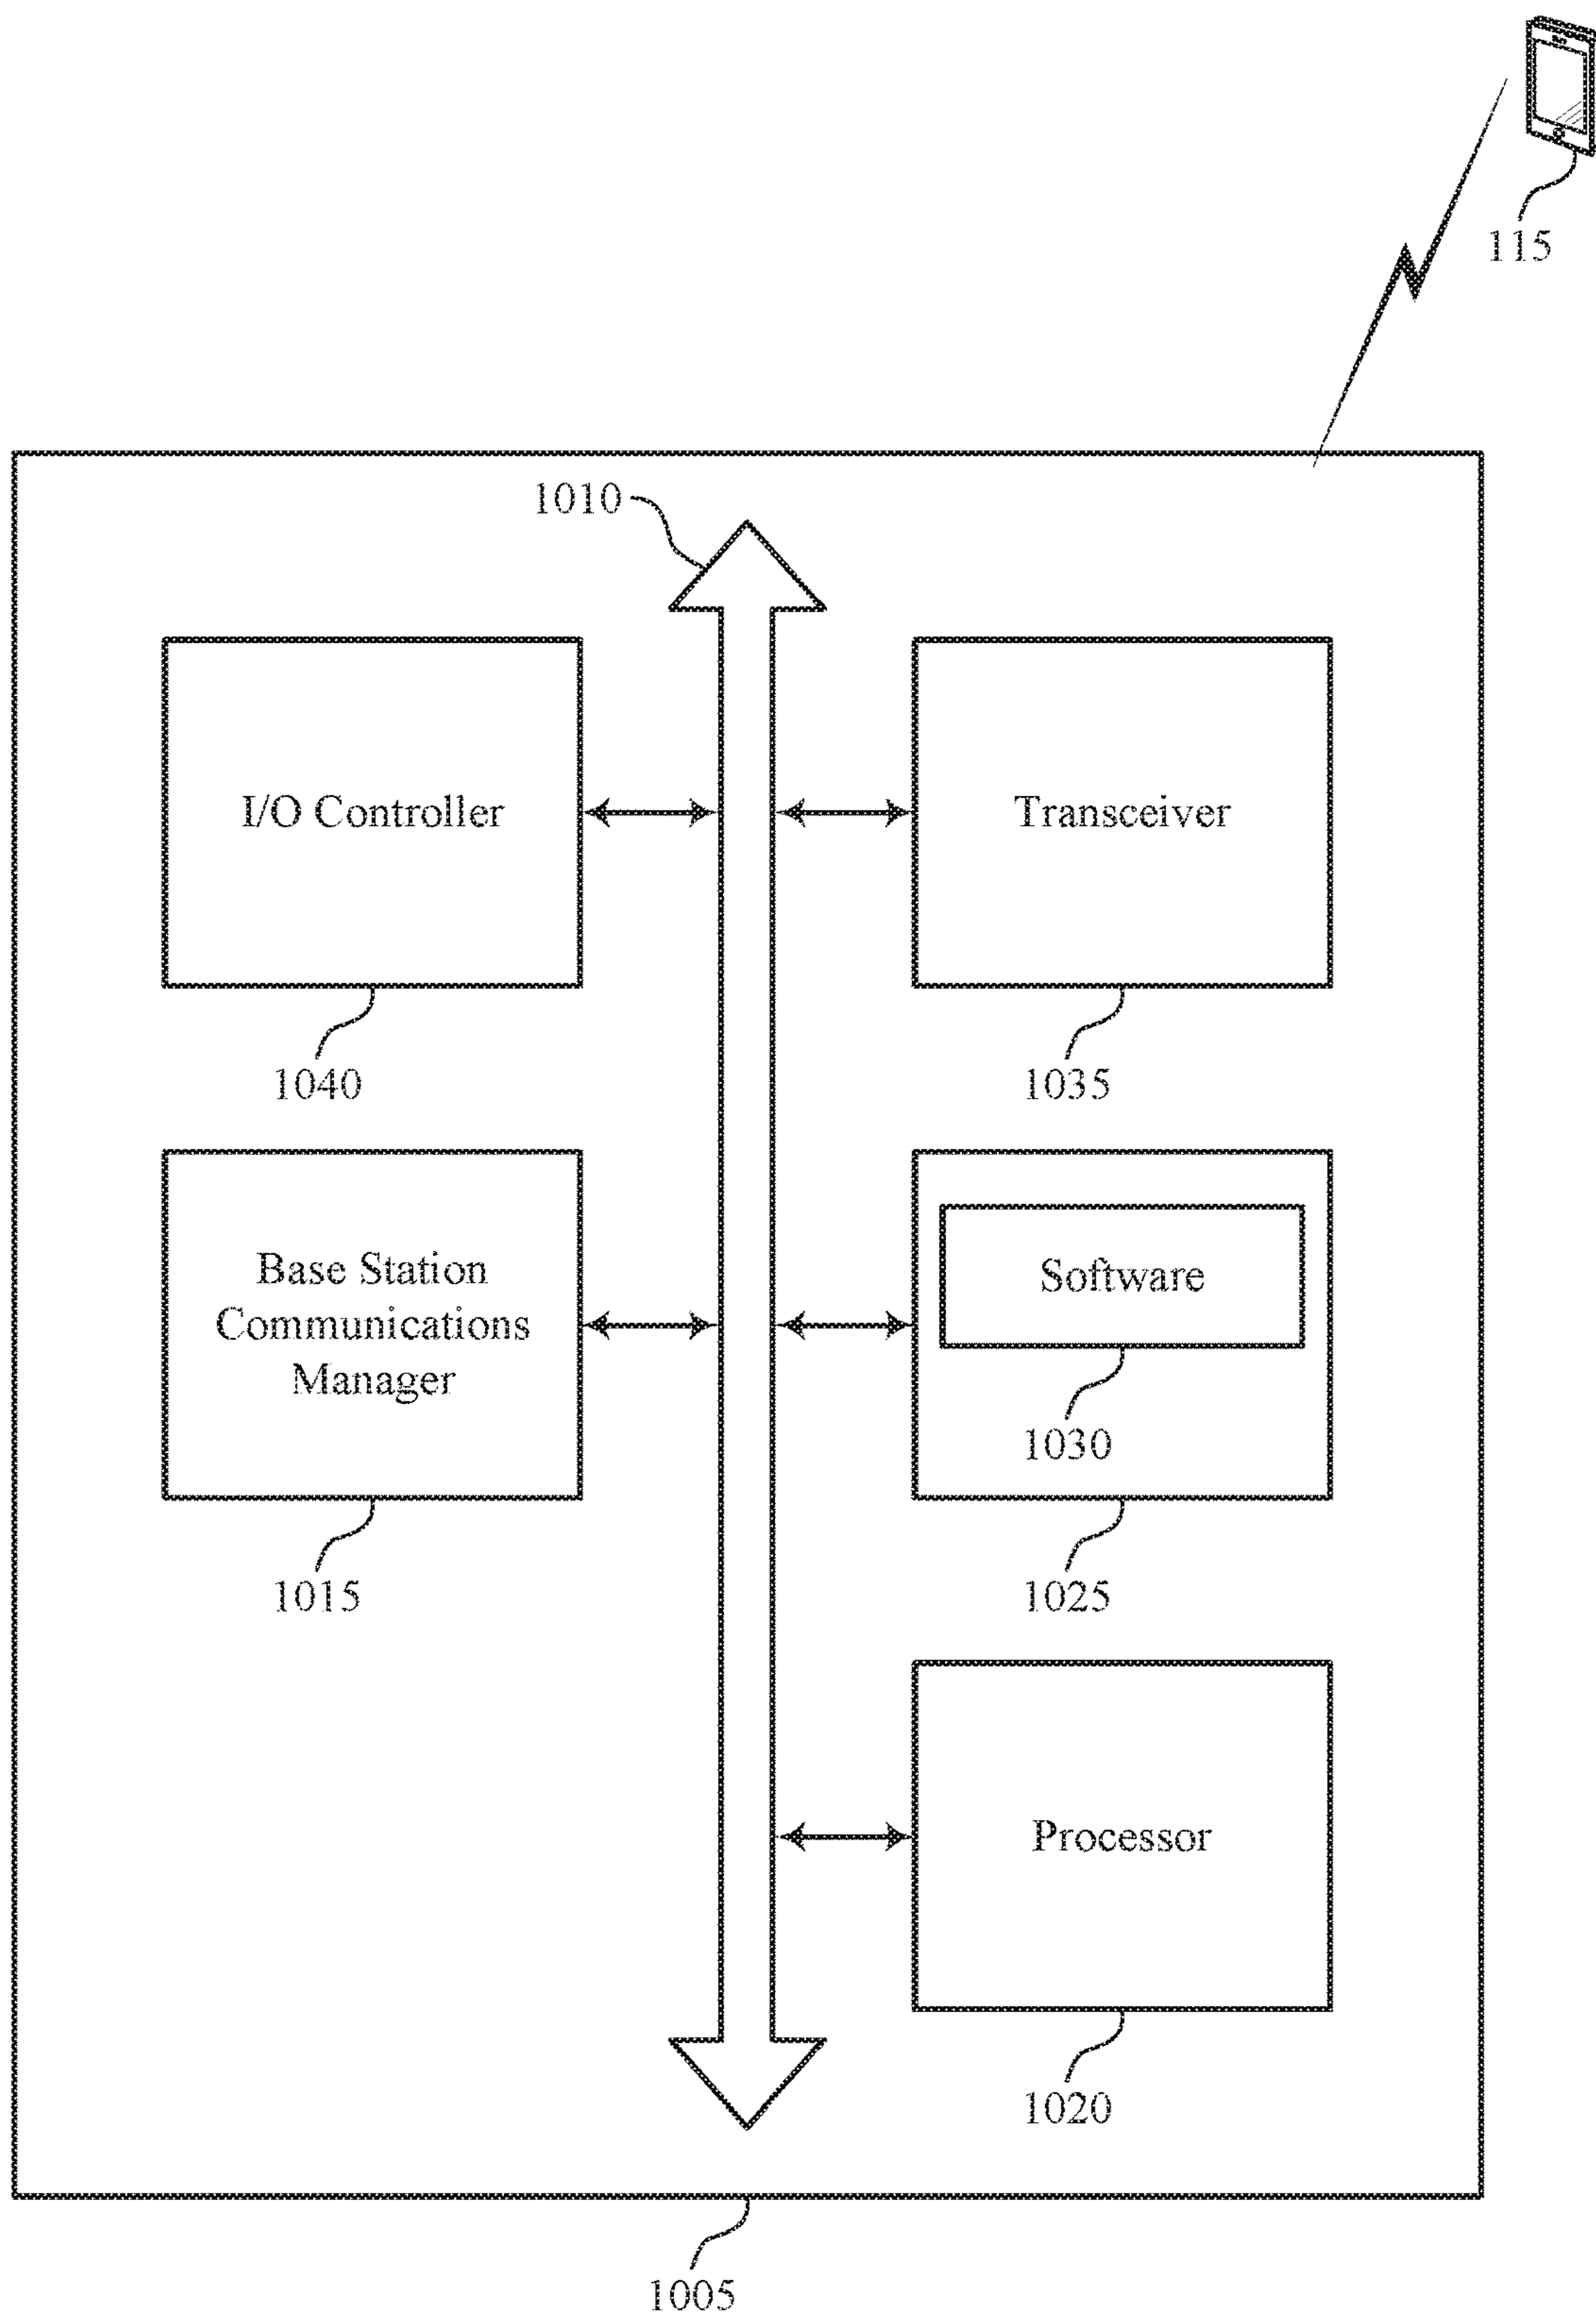 115
1010
I/O Controller
Transceiver
1040
1035
Base Station
Communications
Manager
Software
1030
1015
1025
Processor
1020
1005